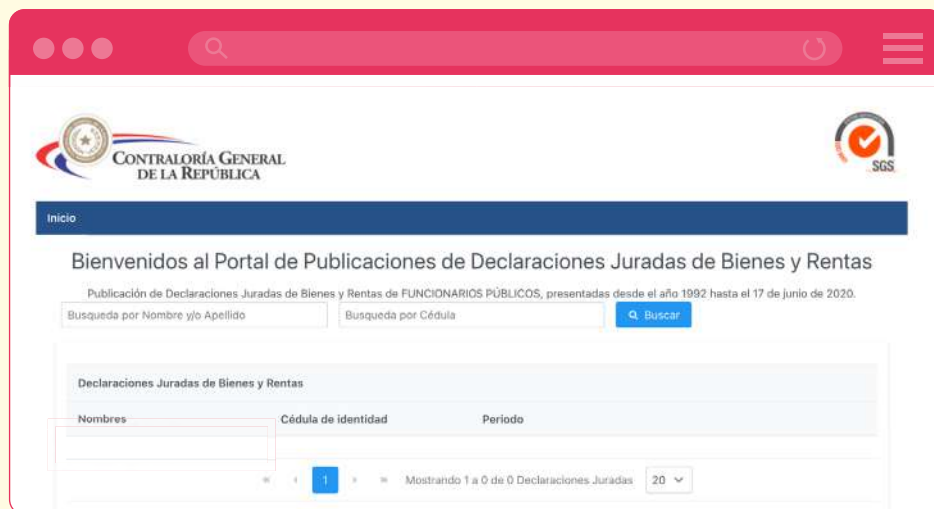 CONTRALORÍA GENERAL
DE LA REPÚBLICA
SGS
Inicio
Bienvenidos al Portal de Publicaciones de Declaraciones Juradas de Bienes y Rentas
Publicación de Declaraciones Juradas de Bienes y Rentas de FUNCIONARIOS PÚBLICOS, presentadas desde el año 1992 hasta el 17 de junio de 2020.
Busqueda por Nombre y/o Apellido Busqueda por Cédula Buscar
Declaraciones Juradas de Bienes y Rentas
Nombres Cédula de identidad Periodo
1 Mostrando 1 a 0 de 0 Declaraciones Juradas 20